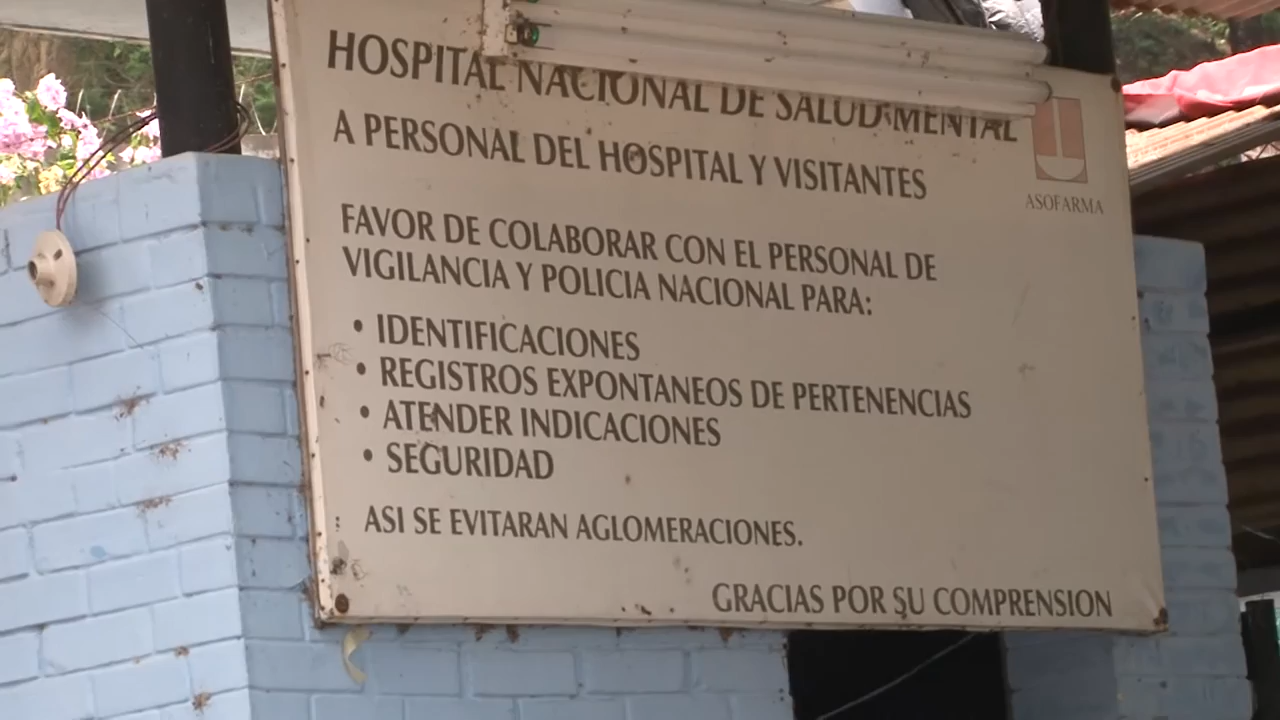 HOSPITAL NACIONAL DE SALUD MENTAL
A PERSONAL DEL HOSPITAL Y VISITANTES
ASOFARMA
FAVOR DE COLABORAR CON EL PERSONAL DE
VIGILANCIA Y POLICIA NACIONAL PARA:
• IDENTIFICACIONES
• REGISTROS EXPONTANEOS DE PERTENENCIAS
• ATENDER INDICACIONES
• SEGURIDAD
ASI SE EVITARAN AGLOMERACIONES.
GRACIAS POR SU COMPRENSION